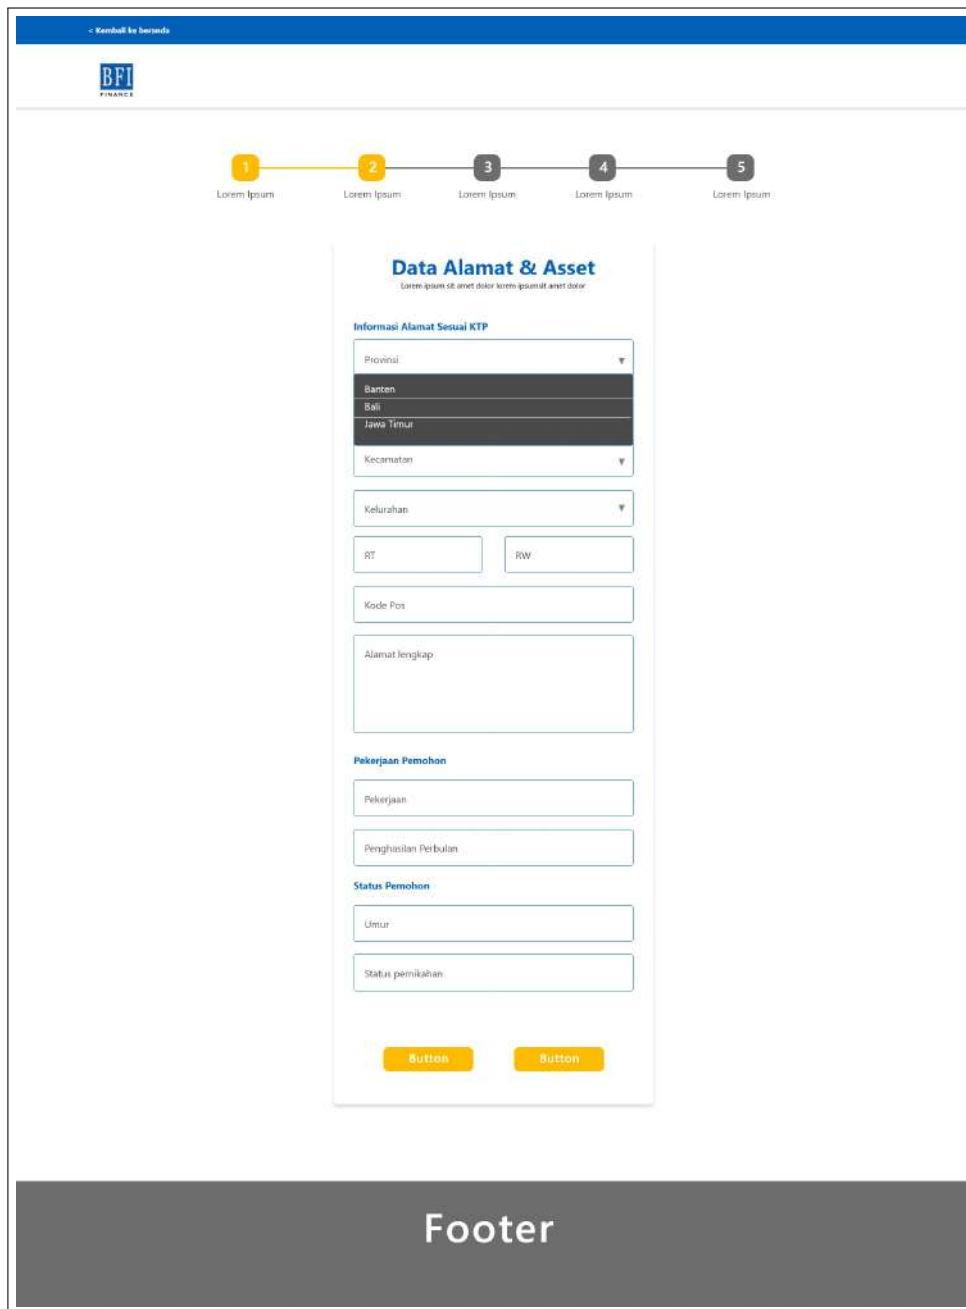 < Kembali ke beranda
BFI
FINANCE
1 2 3 4 5
Lorem Ipsum Lorem Ipsum Lorem Ipsum Lorem Ipsum Lorem Ipsum
Data Alamat & Asset
Lorem ipsum sit amet dolor lorem ipsumsit amet dolor
Informasi Alamat Sesuai KTP
Provinsi ▼
Banten
Bali
Jawa Timur
Kecamatan ▼
Kelurahan ▼
RT RW
Kode Pos
Alamat lengkap
Pekerjaan Pemohon
Pekerjaan
Penghasilan Perbulan
Status Pemohon
Umur
Status pernikahan
Button Button
Footer